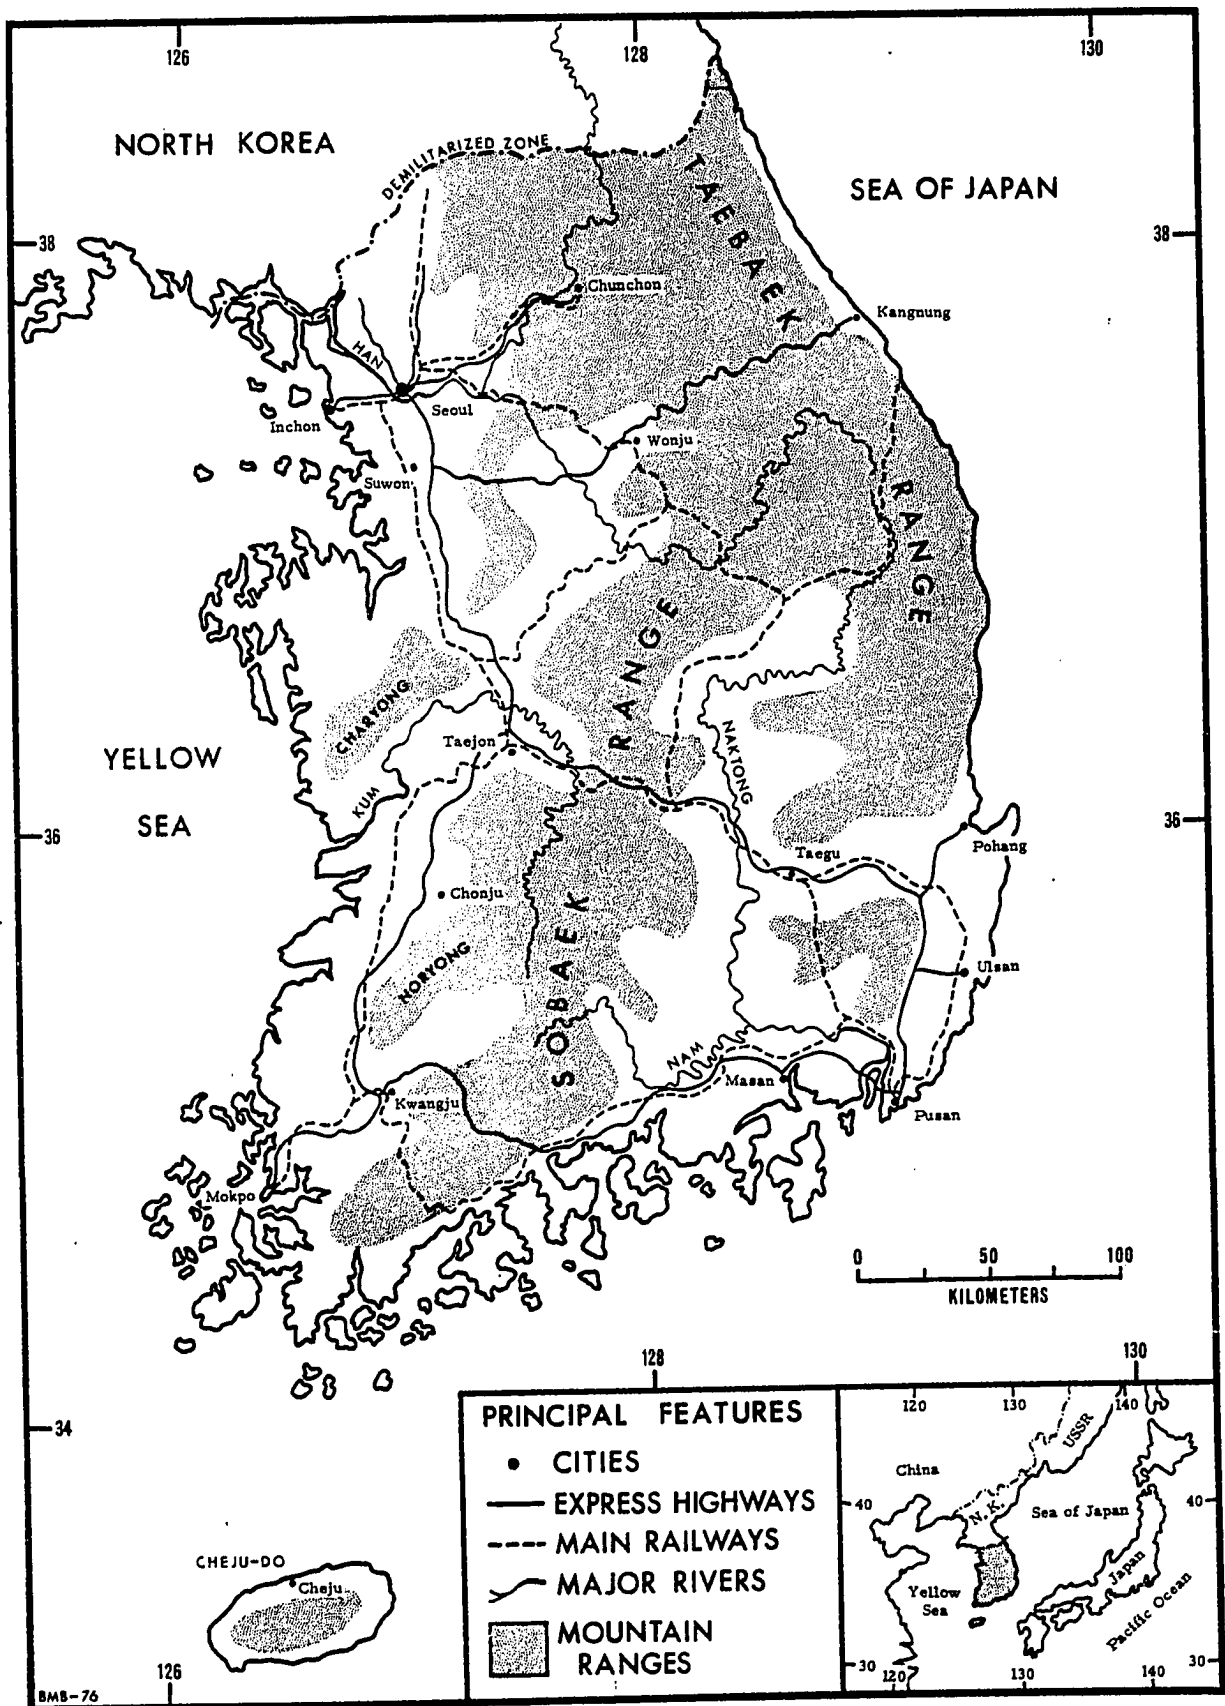 126
128
130
NORTH KOREA
DEMILITARIZED ZONE
TAEBAEK
SEA OF JAPAN
38
38
Chunchon
Kangnung
HAN
Seoul
Inchon
Wonju
Suwon
RANGE
RANGE
CHARYONG
YELLOW
SEA
Taejon
NAKTONG
KUM
36
36
Pohang
Taegu
Chonju
SOBAEK
NORYONG
Ulsan
NAM
Masan
Kwangju
Pusan
Mokpo
0 50 100
KILOMETERS
128
130
34
PRINCIPAL FEATURES
CITIES
EXPRESS HIGHWAYS
MAIN RAILWAYS
MAJOR RIVERS
MOUNTAIN
RANGES
120 130 140
USSR
China
40
40
N. K.
Sea of Japan
Japan
Yellow
Sea
Pacific Ocean
30
30
120 130 140
CHEJU-DO
Cheju
126
BMB-76